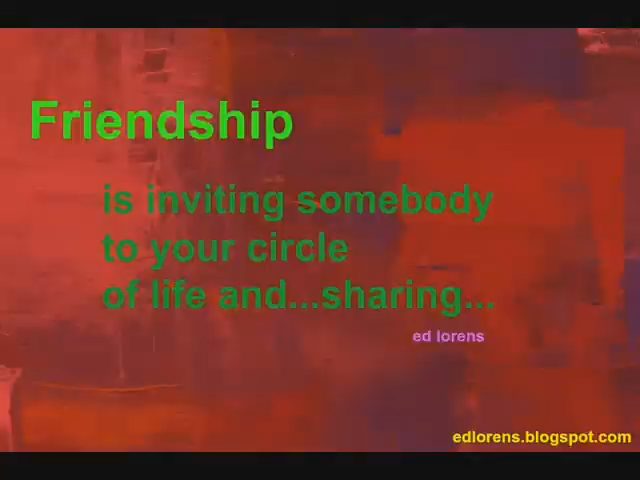 Friendship
is inviting somebody
to your circle
of life and...sharing...
ed lorens
edlorens.blogspot.com